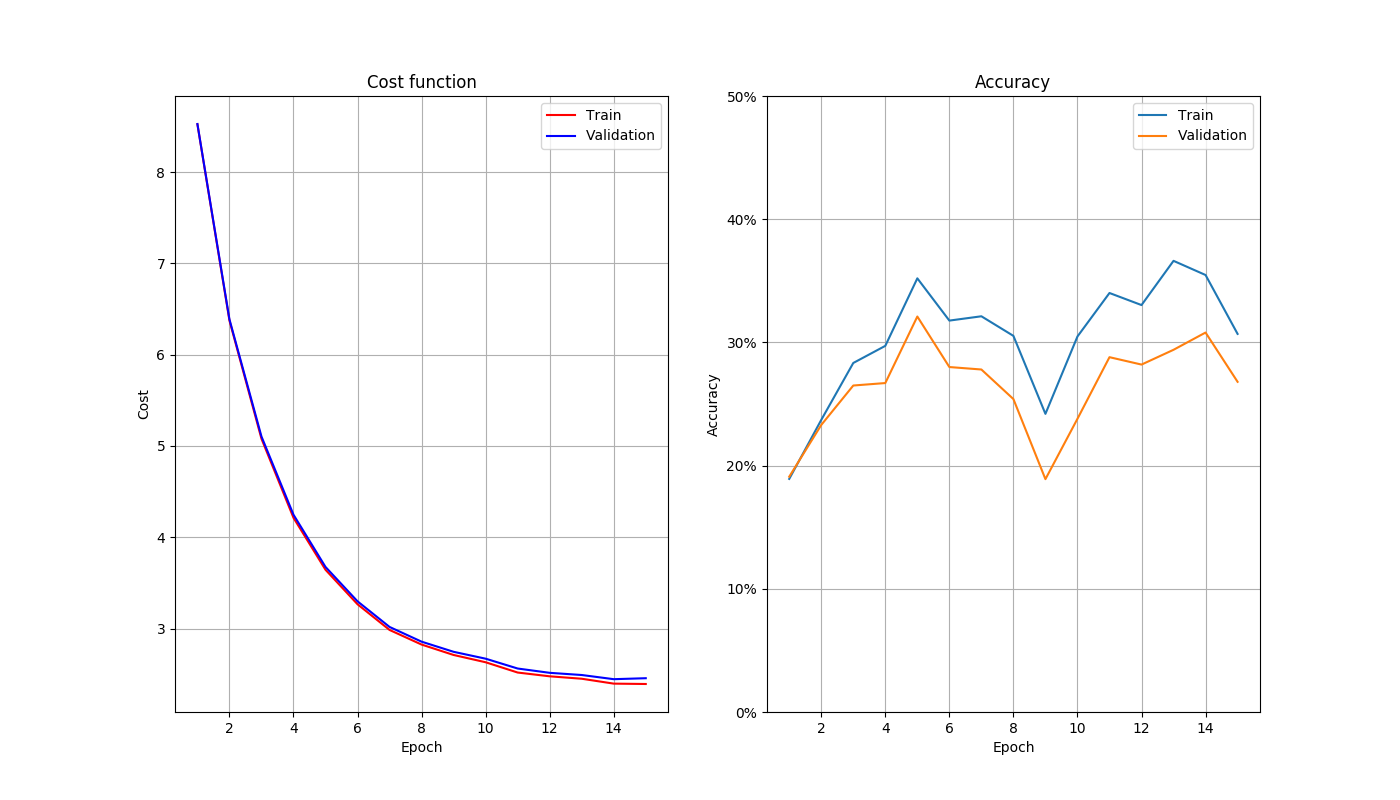 Cost function
Train
Validation
8
7
6
5
4
3
Cost
2 4 6 8 10 12 14
Epoch
Accuracy
Train
Validation
50%
40%
30%
20%
10%
0%
Accuracy
2 4 6 8 10 12 14
Epoch